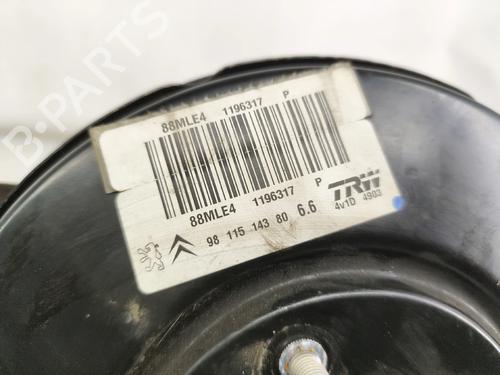 88MLE4 1196317 P
88MLE4 1196317 P
98 115 143 80 6.6
TRW
4v1D 4903
B-PARTS